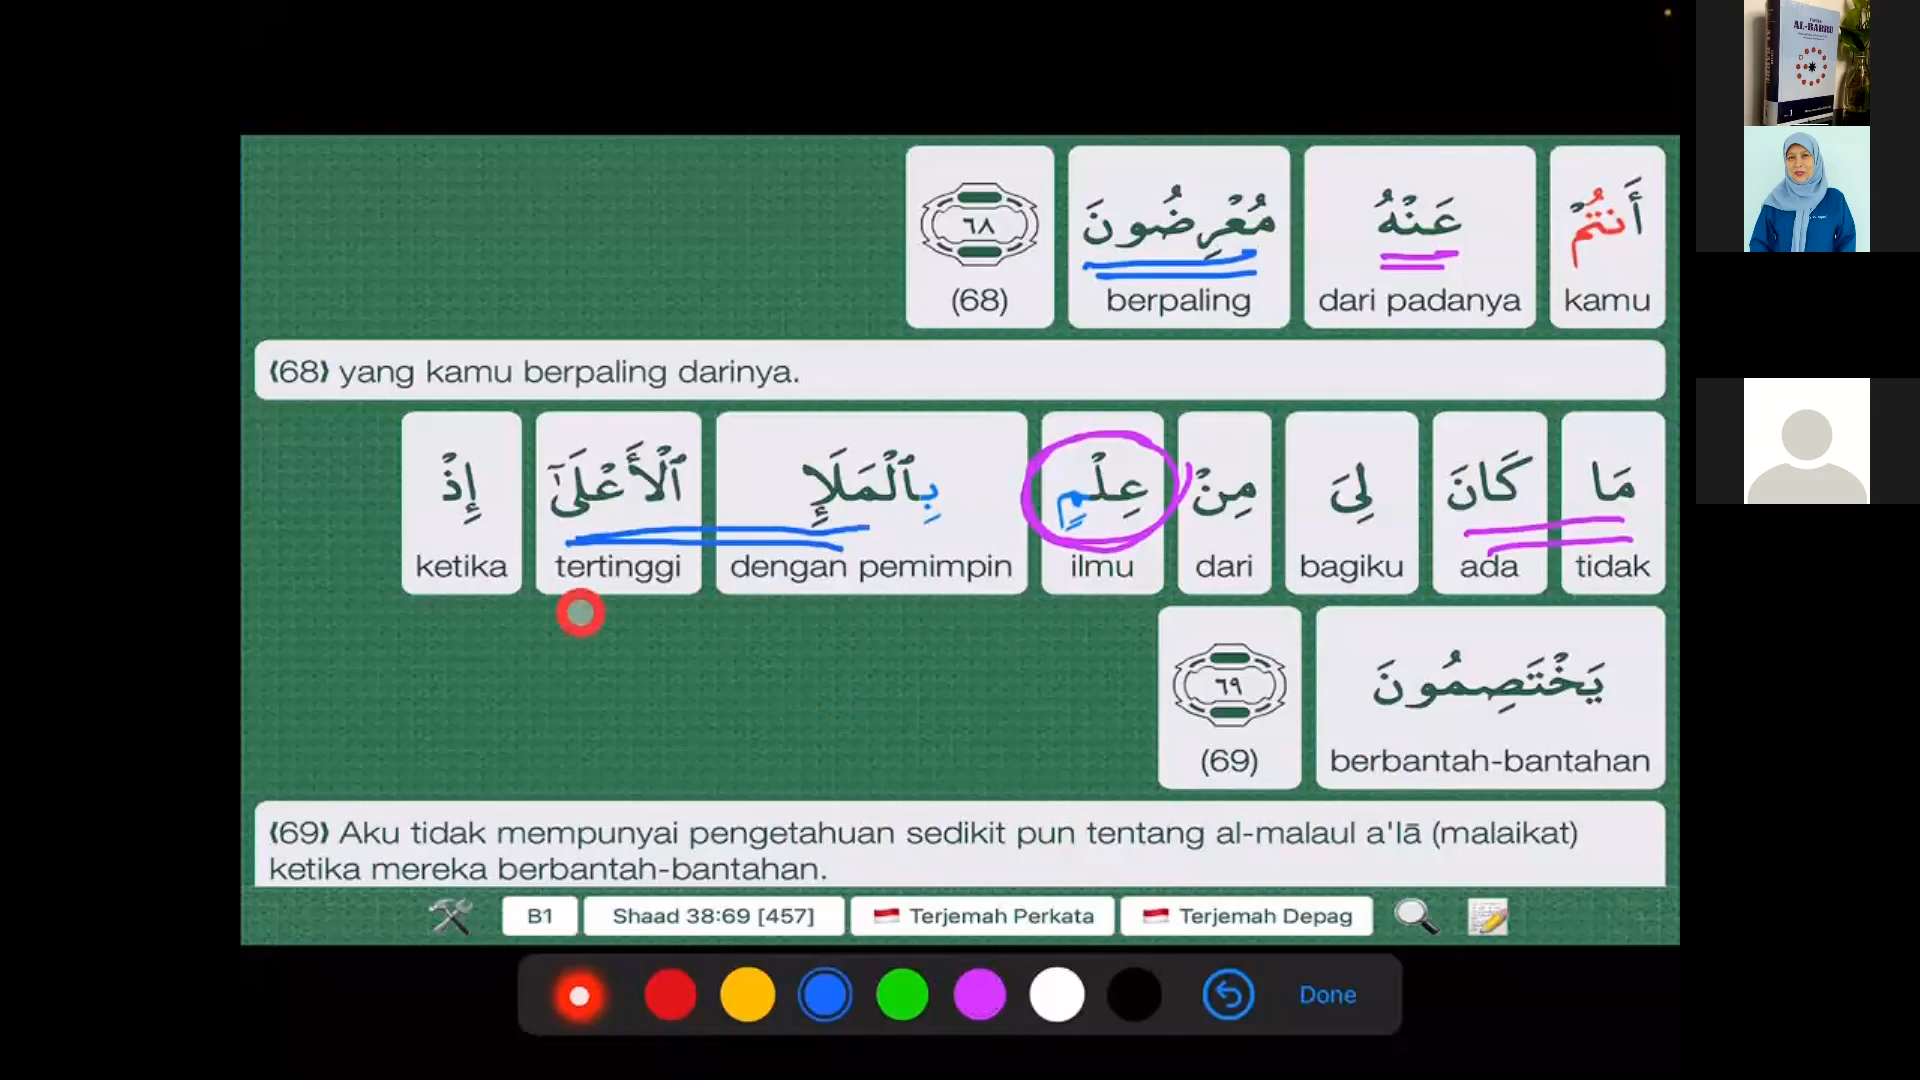 أَنتُمْ عَنْهُ مُعْرِضُونَ ٦٨
kamu dari padanya berpaling (68)
(68) yang kamu berpaling darinya.
مَا كَانَ لِىَ مِنْ عِلْمٍۭ بِٱلْمَلَإِ ٱلْأَعْلَىٰٓ إِذْ
tidak ada bagiku dari ilmu dengan pemimpin tertinggi ketika
يَخْتَصِمُونَ ٦٩
berbantah-bantahan (69)
(69) Aku tidak mempunyai pengetahuan sedikit pun tentang al-malaul a'lā (malaikat)
ketika mereka berbantah-bantahan.
B1 Shaad 38:69 [457] Terjemah Perkata Terjemah Depag
Done
AL-BARRU